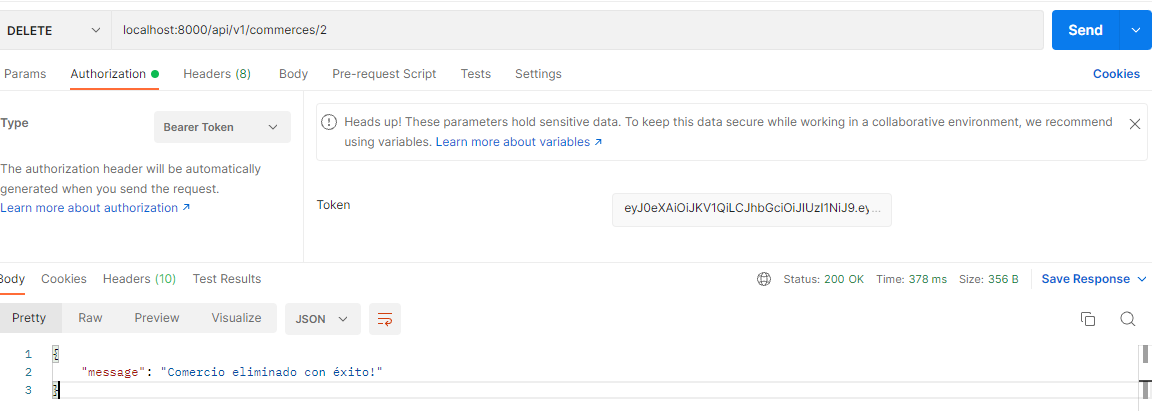 DELETE localhost:8000/api/v1/commerces/2 Send
Params Authorization Headers (8) Body Pre-request Script Tests Settings Cookies
Type Bearer Token
Heads up! These parameters hold sensitive data. To keep this data secure while working in a collaborative environment, we recommend
using variables. Learn more about variables ↗
The authorization header will be automatically
generated when you send the request.
Learn more about authorization ↗
Token eyJ0eXAiOiJKV1QiLCJhbGciOiJIUzI1NiJ9.ey...
Body Cookies Headers (10) Test Results Status: 200 OK Time: 378 ms Size: 356 B Save Response
Pretty Raw Preview Visualize JSON
1 {
2 "message": "Comercio eliminado con éxito!"
3 }